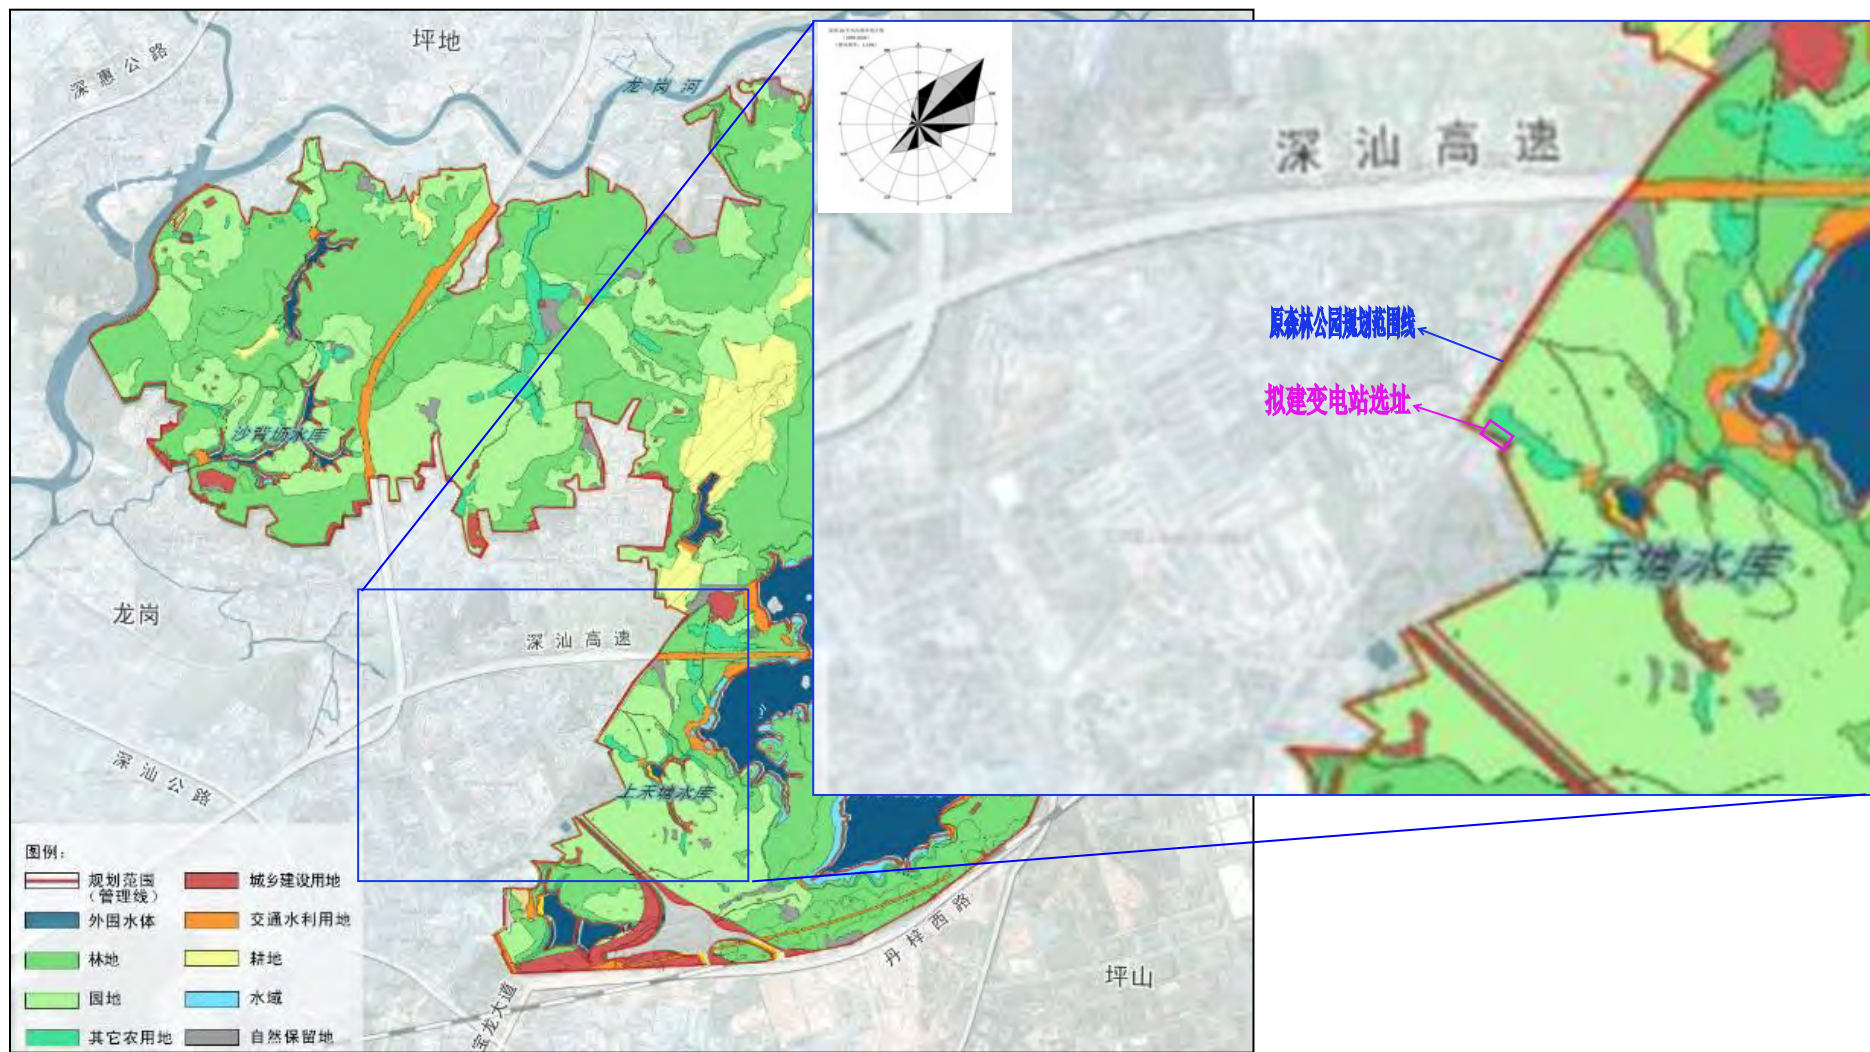 坪地
深惠公路
龙岗河
深汕高速
原森林公园规划范围线
拟建变电站选址
沙背坜水库
上禾塘水库
龙岗
深汕高速
深汕公路
上禾塘水库
丹梓西路
坪山
宝龙大道
图例：
规划范围
（管理线）
城乡建设用地
外围水体
交通水利用地
林地
耕地
园地
水域
其它农用地
自然保留地